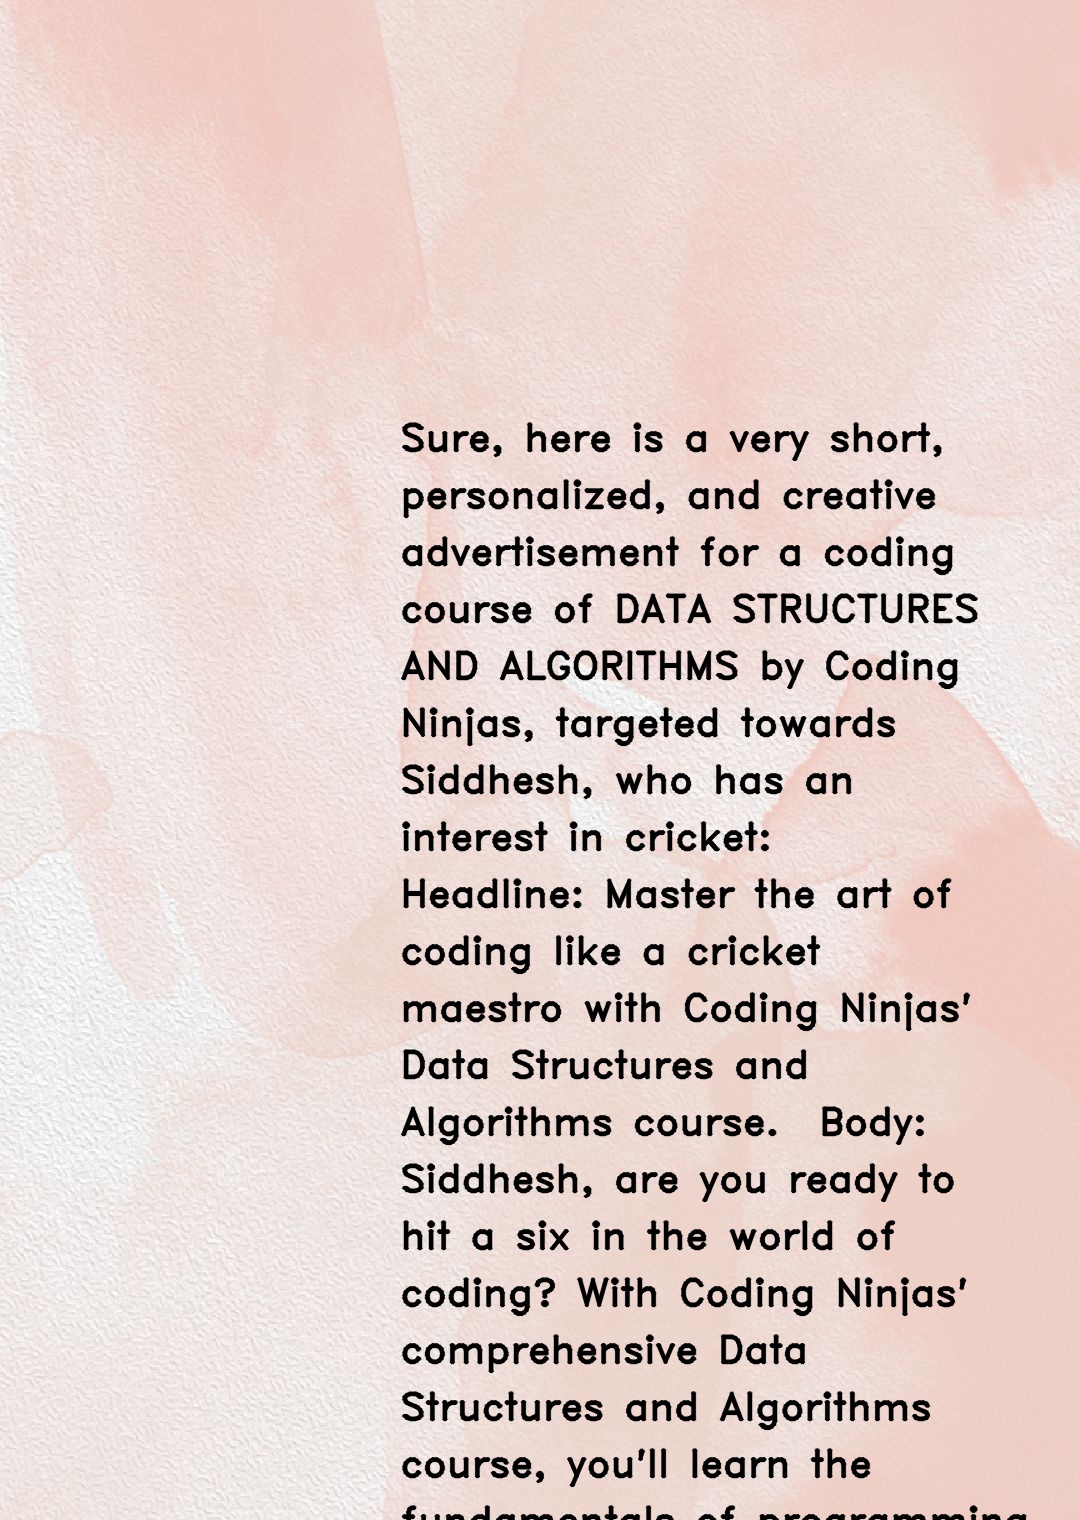 Sure, here is a very short,
personalized, and creative
advertisement for a coding
course of DATA STRUCTURES
AND ALGORITHMS by Coding
Ninjas, targeted towards
Siddhesh, who has an
interest in cricket:
Headline: Master the art of
coding like a cricket
maestro with Coding Ninjas'
Data Structures and
Algorithms course.  Body:
Siddhesh, are you ready to
hit a six in the world of
coding? With Coding Ninjas'
comprehensive Data
Structures and Algorithms
course, you'll learn the
fundamentals of programming